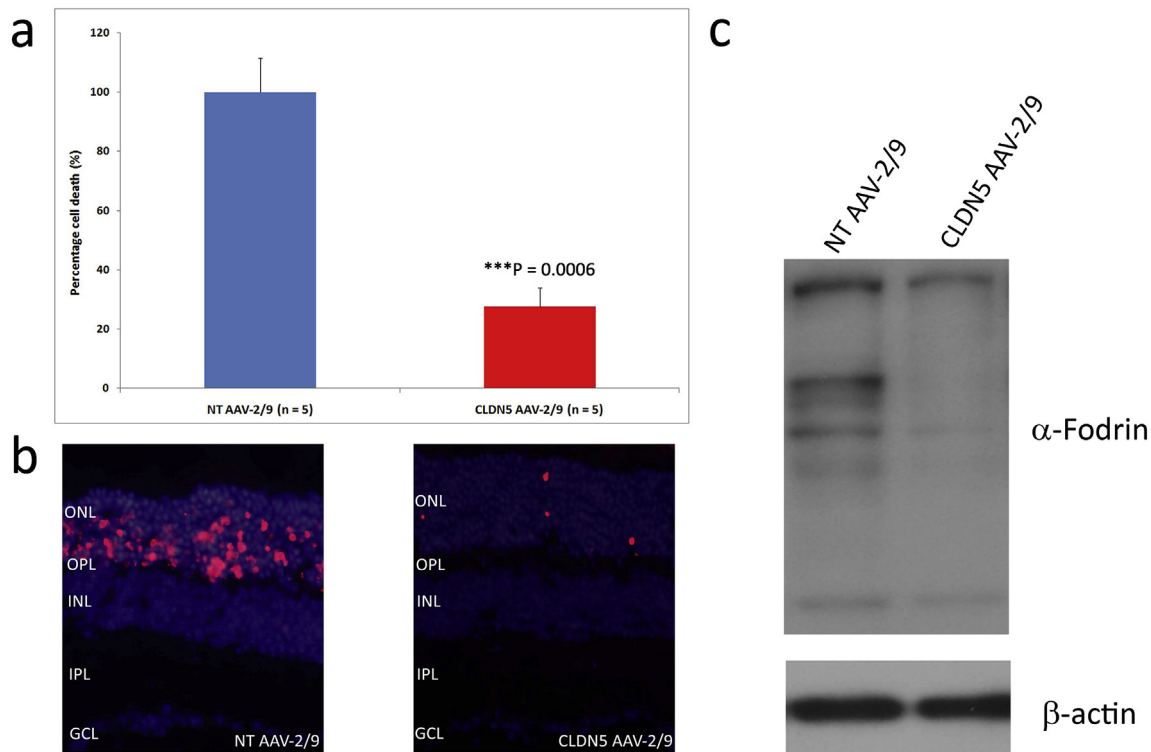 a
120
100
80
60
40
20
0
Percentage cell death (%)
***P = 0.0006
NT AAV-2/9 (n = 5)
CLDN5 AAV-2/9 (n = 5)
b
ONL
OPL
INL
IPL
GCL
NT AAV-2/9
ONL
OPL
INL
IPL
GCL
CLDN5 AAV-2/9
c
NT AAV-2/9
CLDN5 AAV-2/9
α-Fodrin
β-actin